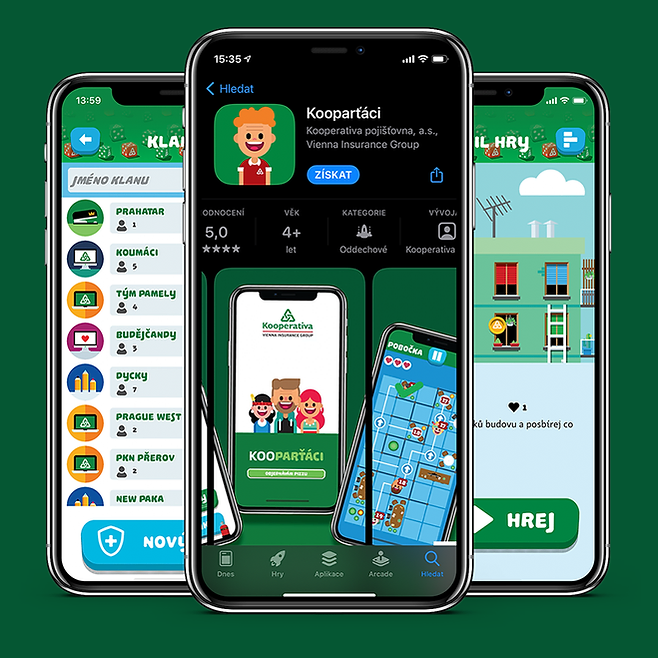 13:59
KLA
JMÉNO KLANU
PRAHATAR
1
KOUMÁCI
5
TÝM PAMELY
4
BUDĚJČANDY
3
DYCKY
7
PRAGUE WEST
2
PKN PŘEROV
2
NEW PAKA
NOVÝ
15:35
Hledat
Kooparťáci
Kooperativa pojišťovna, a.s.,
Vienna Insurance Group
ZÍSKAT
ODNOCENÍ
5,0
VĚK
4+
let
KATEGORIE
Oddechové
VÝVOJÁ
Kooperativa
Kooperativa
VIENNA INSURANCE GROUP
KOOPARŤÁCI
POBOČKA
Dnes
Hry
Aplikace
Arcade
Hledat
IL HRY
1
ků budovu a posbírej co
HREJ